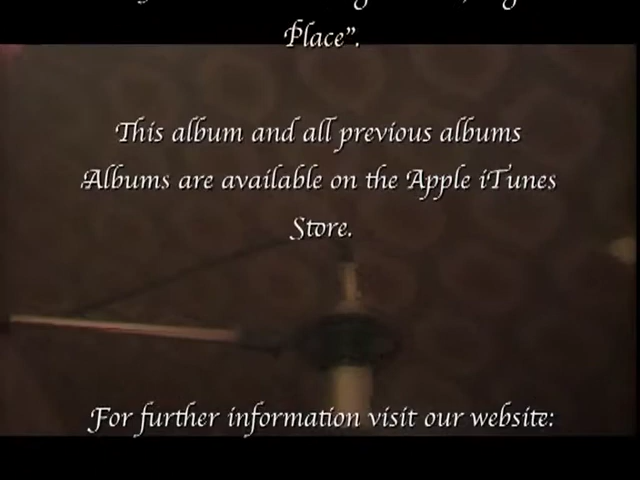 Place".
This album and all previous albums
Albums are available on the Apple iTunes
Store.
For further information visit our website: